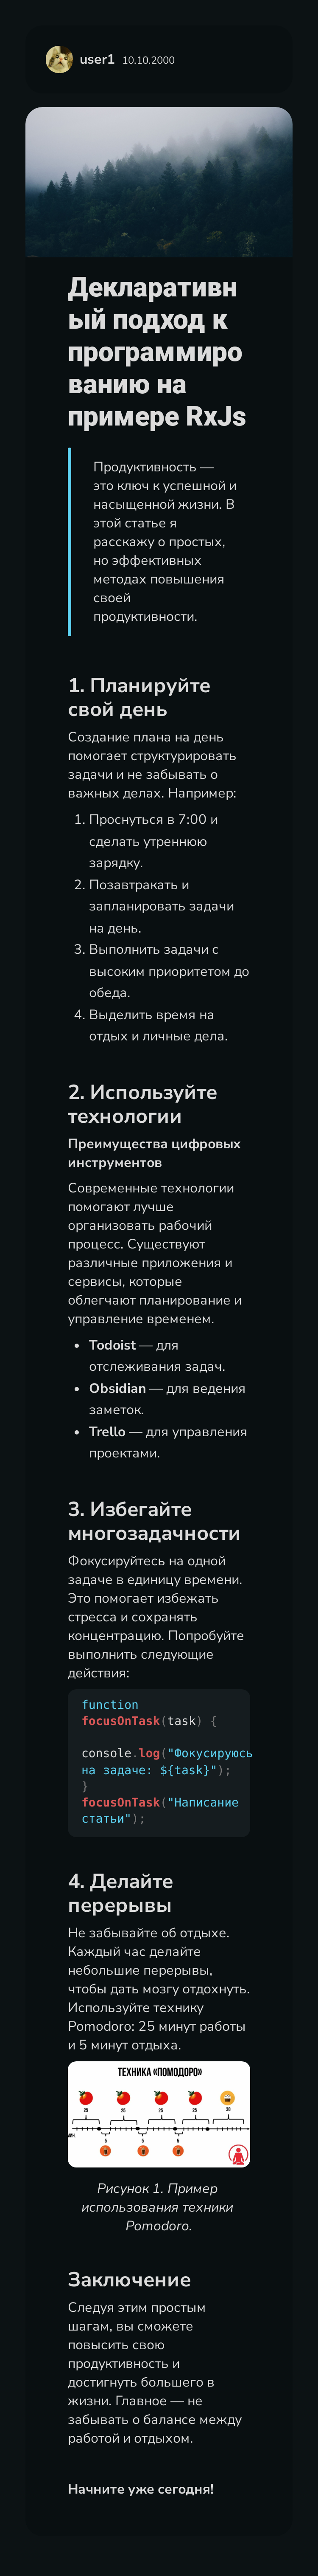 user1 10.10.2000
Декларативн
ый подход к
программиро
ванию на
примере RxJs
Продуктивность —
это ключ к успешной и
насыщенной жизни. В
этой статье я
расскажу о простых,
но эффективных
методах повышения
своей
продуктивности.
1. Планируйте
свой день
Создание плана на день
помогает структурировать
задачи и не забывать о
важных делах. Например:
1. Проснуться в 7:00 и
сделать утреннюю
зарядку.
2. Позавтракать и
запланировать задачи
на день.
3. Выполнить задачи с
высоким приоритетом до
обеда.
4. Выделить время на
отдых и личные дела.
2. Используйте
технологии
Преимущества цифровых
инструментов
Современные технологии
помогают лучше
организовать рабочий
процесс. Существуют
различные приложения и
сервисы, которые
облегчают планирование и
управление временем.
• Todoist — для
отслеживания задач.
• Obsidian — для ведения
заметок.
• Trello — для управления
проектами.
3. Избегайте
многозадачности
Фокусируйтесь на одной
задаче в единицу времени.
Это помогает избежать
стресса и сохранять
концентрацию. Попробуйте
выполнить следующие
действия:
function
focusOnTask(task) {
console.log("Фокусируюсь
на задаче: ${task}");
}
focusOnTask("Написание
статьи");
4. Делайте
перерывы
Не забывайте об отдыхе.
Каждый час делайте
небольшие перерывы,
чтобы дать мозгу отдохнуть.
Используйте технику
Pomodoro: 25 минут работы
и 5 минут отдыха.
ТЕХНИКА «ПОМОДОРО»
25 25 25 25 30
5 5 5
Рисунок 1. Пример
использования техники
Pomodoro.
Заключение
Следуя этим простым
шагам, вы сможете
повысить свою
продуктивность и
достигнуть большего в
жизни. Главное — не
забывать о балансе между
работой и отдыхом.
Начните уже сегодня!